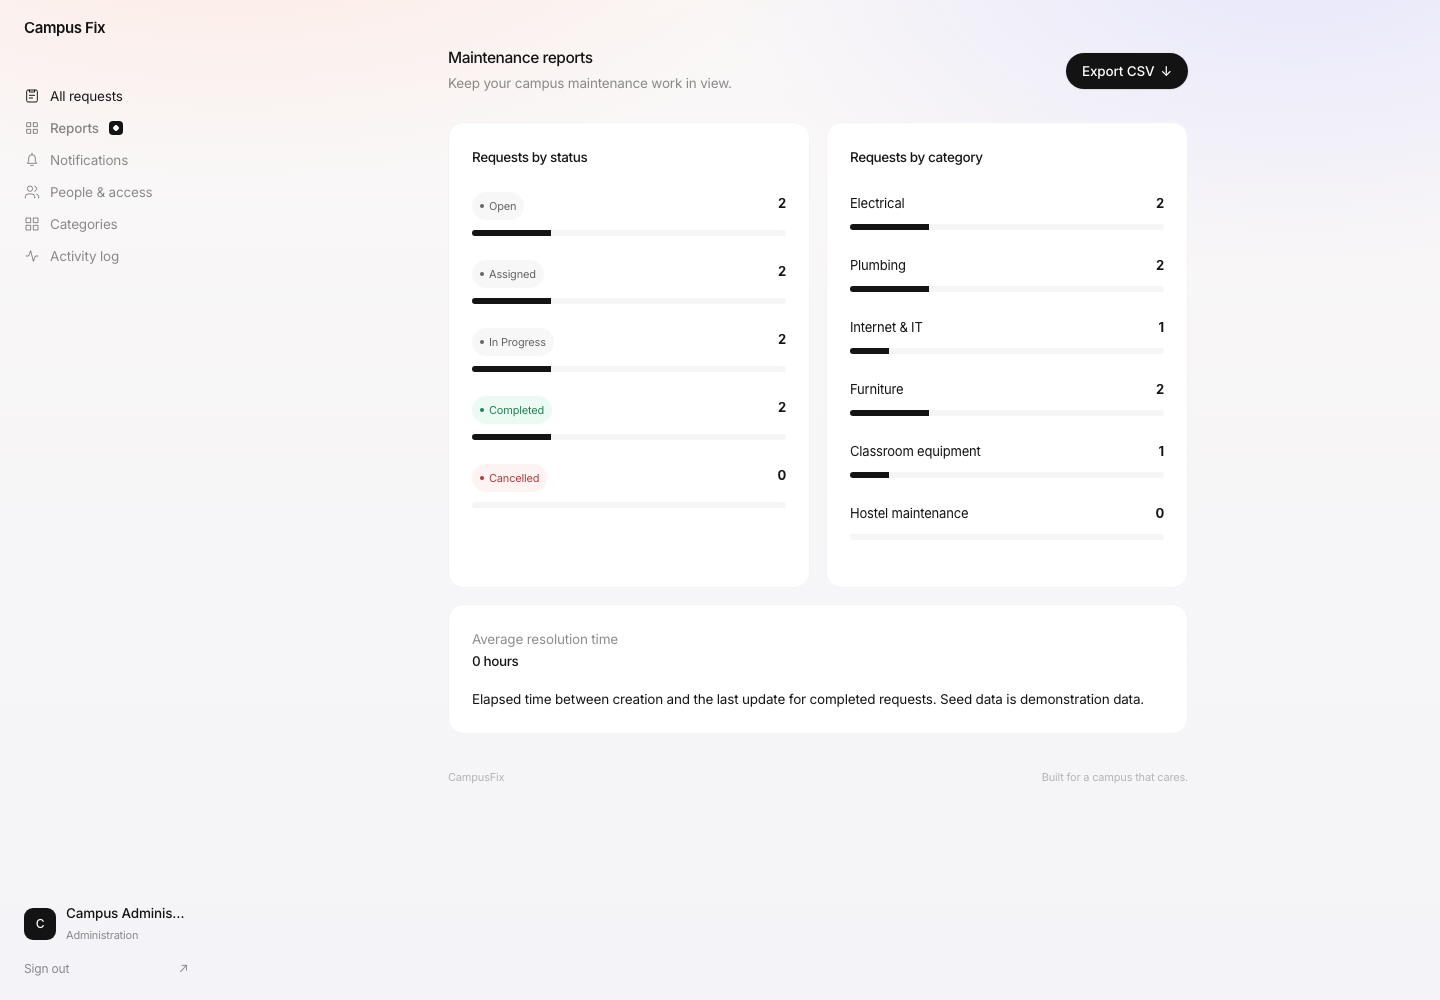 Campus Fix
All requests
Reports
Notifications
People & access
Categories
Activity log
Campus Adminis...
C
Administration
Sign out
Maintenance reports
Keep your campus maintenance work in view.
Export CSV ↓
Requests by status
Open 2
Assigned 2
In Progress 2
Completed 2
Cancelled 0
Requests by category
Electrical 2
Plumbing 2
Internet & IT 1
Furniture 2
Classroom equipment 1
Hostel maintenance 0
Average resolution time
0 hours
Elapsed time between creation and the last update for completed requests. Seed data is demonstration data.
CampusFix
Built for a campus that cares.